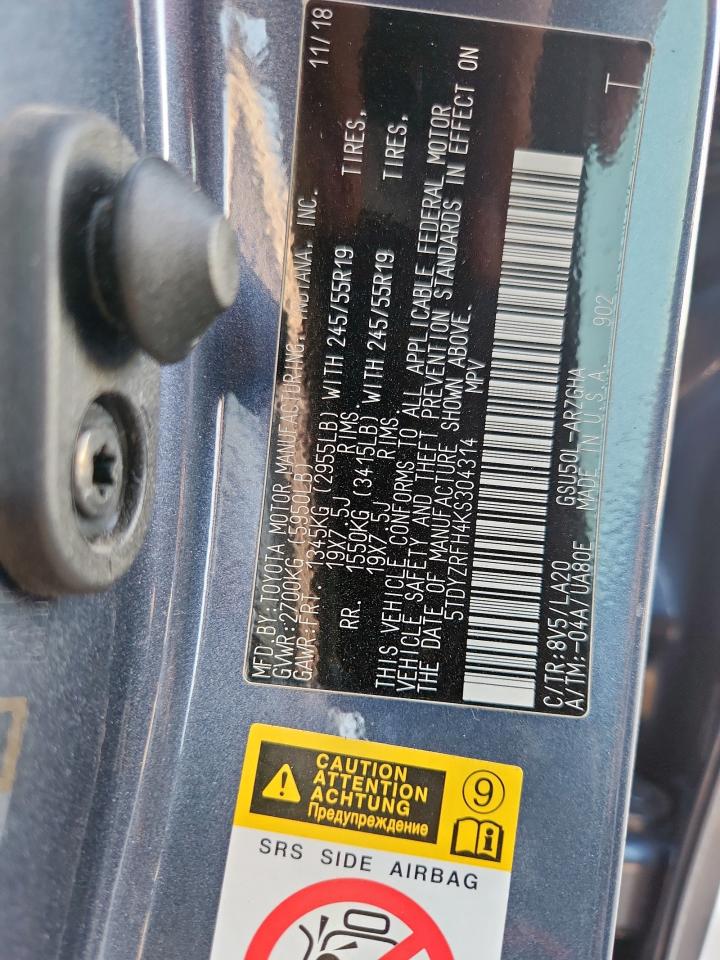 MFD BY:TOYOTA MOTOR MANUFACTURING, INDIANA, INC. 11/18
GVWR:2700KG (5950LB)
GAWR:FRT. 1345KG (2955LB) WITH 245/55R19 TIRES,
19X7.5J RIMS,
RR. 1550KG (3415LB) WITH 245/55R19 TIRES,
19X7.5J RIMS,
THIS VEHICLE CONFORMS TO ALL APPLICABLE FEDERAL MOTOR
VEHICLE SAFETY AND THEFT PREVENTION STANDARDS IN EFFECT ON
THE DATE OF MANUFACTURE SHOWN ABOVE.
5TDYZRFH4KS304314 MPV
C/TR:8V5/LA20 GSU50L-ARZGHA
A/TM:-04A/UA80E MADE IN U.S.A. 902 T
CAUTION
ATTENTION
ACHTUNG
Предупреждение
9
SRS SIDE AIRBAG